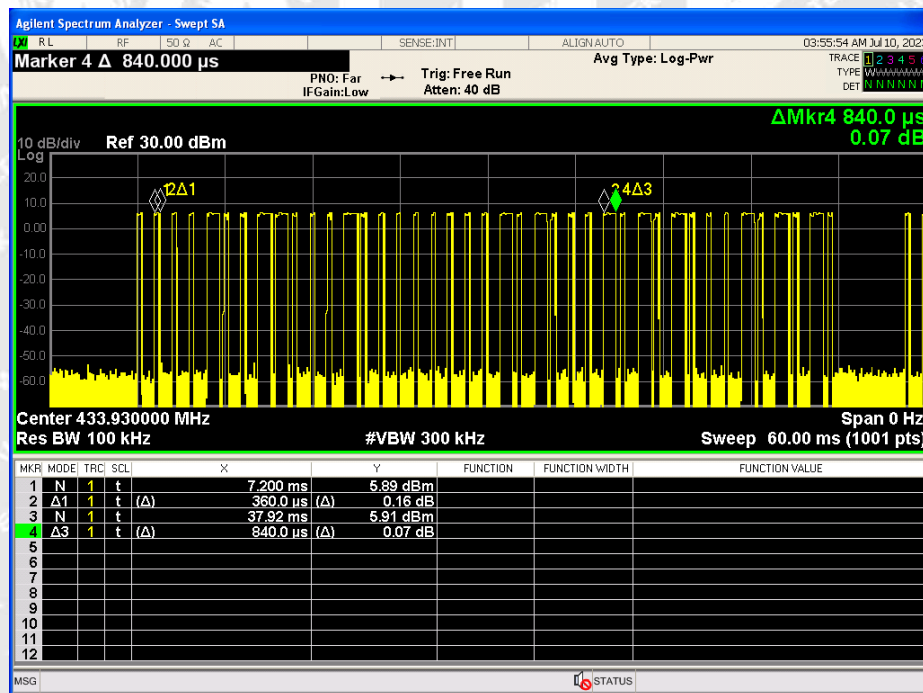 Agilent Spectrum Analyzer - Swept SA
LXI RL RF 50 Ω AC SENSE:INT ALIGN AUTO 03:55:54 AM Jul 10, 202
Marker 4 Δ 840.000 µs
PNO: Far
IFGain:Low
Trig: Free Run
Atten: 40 dB
Avg Type: Log-Pwr
TRACE 1 2 3 4 5
TYPE
DET N N N N N
ΔMkr4 840.0 µs
0.07 dB
10 dB/div Ref 30.00 dBm
Log
20.0
10.0
0.00
-10.0
-20.0
-30.0
-40.0
-50.0
-60.0
2Δ1
4Δ3
Center 433.930000 MHz Span 0 Hz
Res BW 100 kHz #VBW 300 kHz Sweep 60.00 ms (1001 pts)
MKR MODE TRC SCL X Y FUNCTION FUNCTION WIDTH FUNCTION VALUE
1 N 1 t 7.200 ms 5.89 dBm
2 Δ1 1 t (Δ) 360.0 µs (Δ) 0.16 dB
3 N 1 t 37.92 ms 5.91 dBm
4 Δ3 1 t (Δ) 840.0 µs (Δ) 0.07 dB
5
6
7
8
9
10
11
12
MSG STATUS